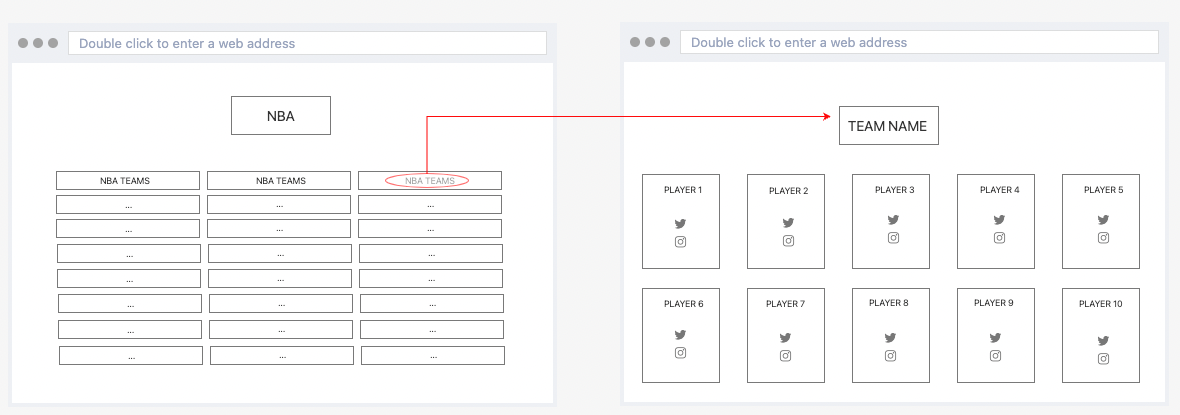 Double click to enter a web address
NBA
NBA TEAMS NBA TEAMS NBA TEAMS
... ... ...
... ... ...
... ... ...
... ... ...
... ... ...
... ... ...
... ... ...
Double click to enter a web address
TEAM NAME
PLAYER 1 PLAYER 2 PLAYER 3 PLAYER 4 PLAYER 5
PLAYER 6 PLAYER 7 PLAYER 8 PLAYER 9 PLAYER 10